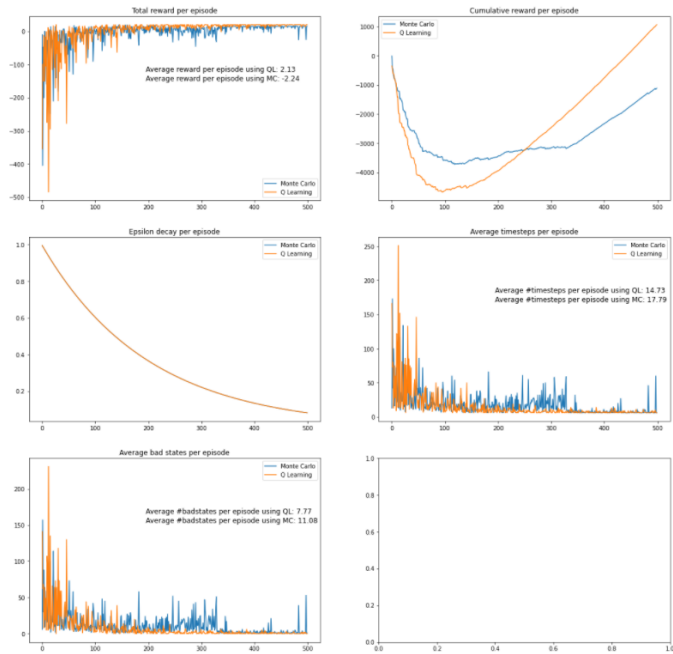 Total reward per episode
0
−100
−200
−300
−400
−500
Average reward per episode using QL: 2.13
Average reward per episode using MC: -2.24
Monte Carlo
Q Learning
0 100 200 300 400 500
Cumulative reward per episode
Monte Carlo
Q Learning
1000
0
−1000
−2000
−3000
−4000
0 100 200 300 400 500
Epsilon decay per episode
Monte Carlo
Q Learning
1.0
0.8
0.6
0.4
0.2
0 100 200 300 400 500
Average timesteps per episode
Monte Carlo
Q Learning
250
200
150
100
50
0
Average #timesteps per episode using QL: 14.73
Average #timesteps per episode using MC: 17.79
0 100 200 300 400 500
Average bad states per episode
Monte Carlo
Q Learning
200
150
100
50
0
Average #badstates per episode using QL: 7.77
Average #badstates per episode using MC: 11.08
0 100 200 300 400 500
1.0
0.8
0.6
0.4
0.2
0.0
0.0 0.2 0.4 0.6 0.8 1.0